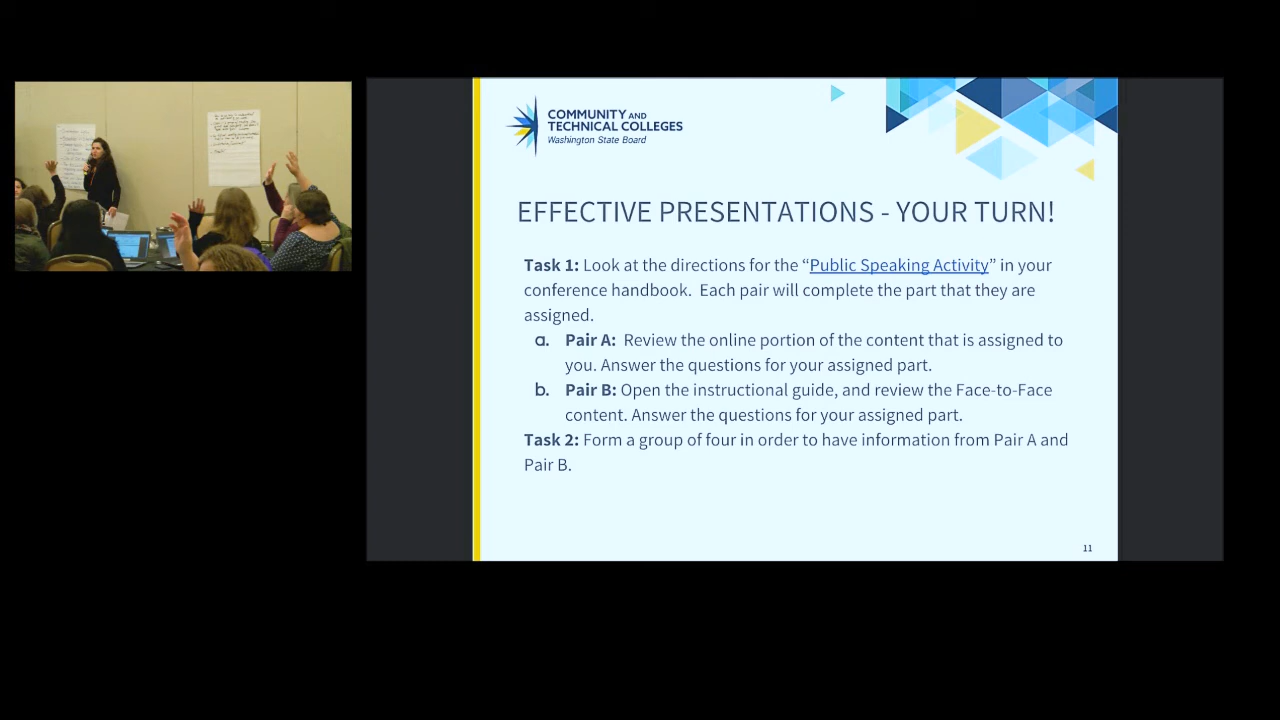 COMMUNITY AND
TECHNICAL COLLEGES
Washington State Board
EFFECTIVE PRESENTATIONS - YOUR TURN!
Task 1: Look at the directions for the “Public Speaking Activity” in your
conference handbook.  Each pair will complete the part that they are
assigned.
a. Pair A:  Review the online portion of the content that is assigned to
you. Answer the questions for your assigned part.
b. Pair B: Open the instructional guide, and review the Face-to-Face
content. Answer the questions for your assigned part.
Task 2: Form a group of four in order to have information from Pair A and
Pair B.
11